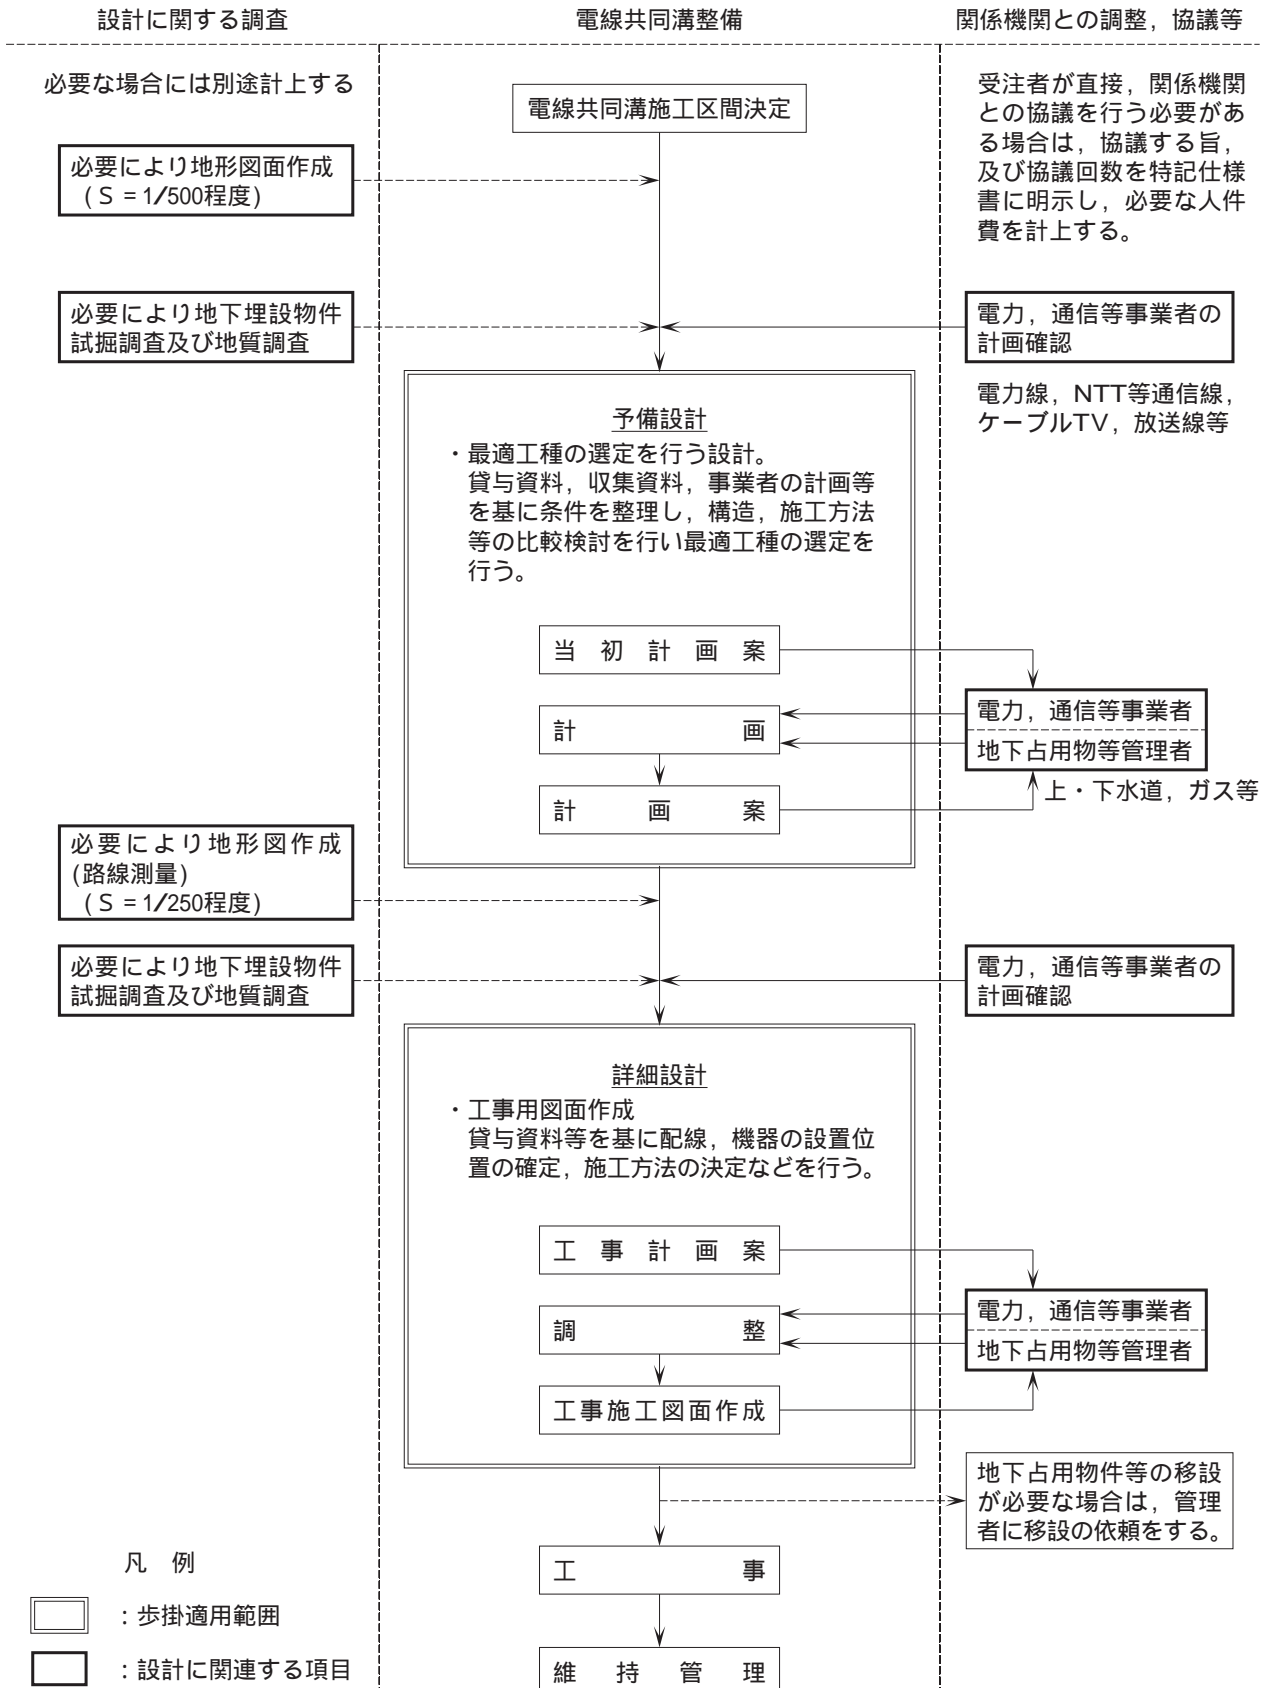 設計に関する調査
電線共同溝整備
関係機関との調整，協議等
必要な場合には別途計上する
電線共同溝施工区間決定
受注者が直接，関係機関
との協議を行う必要があ
る場合は，協議する旨，
及び協議回数を特記仕様
書に明示し，必要な人件
費を計上する。
必要により地形図面作成
（Ｓ＝1/500程度）
必要により地下埋設物件
試掘調査及び地質調査
電力，通信等事業者の
計画確認
電力線，NTT等通信線，
ケーブルTV，放送線等
予備設計
・最適工種の選定を行う設計。
貸与資料，収集資料，事業者の計画等
を基に条件を整理し，構造，施工方法
等の比較検討を行い最適工種の選定を
行う。
当初計画案
計画
計画案
電力，通信等事業者
地下占用物等管理者
上・下水道，ガス等
必要により地形図作成
(路線測量)
（Ｓ＝1/250程度）
必要により地下埋設物件
試掘調査及び地質調査
電力，通信等事業者の
計画確認
詳細設計
・工事用図面作成
貸与資料等を基に配線，機器の設置位
置の確定，施工方法の決定などを行う。
工事計画案
調整
工事施工図面作成
電力，通信等事業者
地下占用物等管理者
地下占用物件等の移設
が必要な場合は，管理
者に移設の依頼をする。
工事
維持管理
凡　例
：歩掛適用範囲
：設計に関連する項目